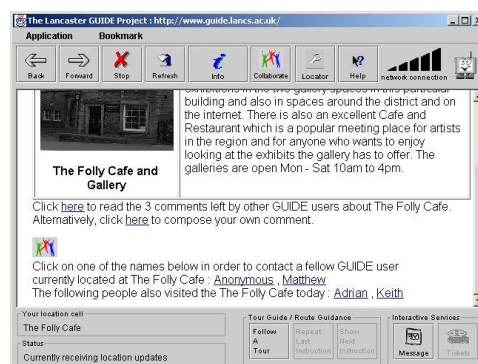 The Lancaster GUIDE Project : http://www.guide.lancs.ac.uk/
Application Bookmark
Back Forward Stop Refresh Info Collaborate Locator Help network connection
exhibitions in the two gallery spaces in this particular
building and also in spaces around the district and on
the internet. There is also an excellent Cafe and
Restaurant which is a popular meeting place for artists
in the region and for anyone who wants to enjoy
looking at the exhibits the gallery has to offer. The
galleries are open Mon - Sat 10am to 4pm.
The Folly Cafe and
Gallery
Click here to read the 3 comments left by other GUIDE users about The Folly Cafe.
Alternatively, click here to compose your own comment.
Click on one of the names below in order to contact a fellow GUIDE user
currently located at The Folly Cafe : Anonymous , Matthew
The following people also visited the The Folly Cafe today : Adrian , Keith
Your location cell
The Folly Cafe
Status
Currently receiving location updates
Tour Guide / Route Guidance
Follow
A
Tour
Repeat
Last
Instruction
Show
Next
Instruction
Interactive Services
Message
Tickets